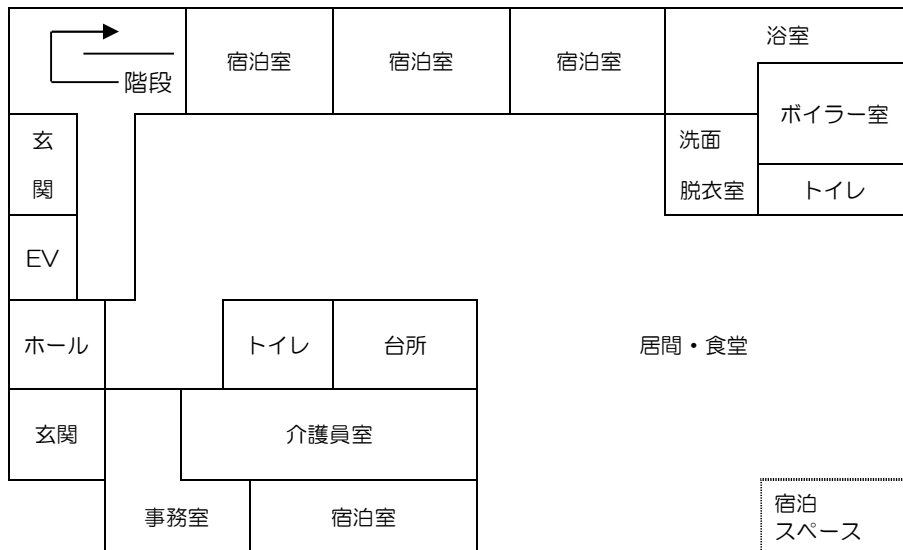 浴室
宿泊室
宿泊室
宿泊室
階段
ボイラー室
玄
関
洗面
脱衣室
トイレ
EV
ホール
トイレ
台所
居間・食堂
玄関
介護員室
事務室
宿泊室
宿泊
スペース